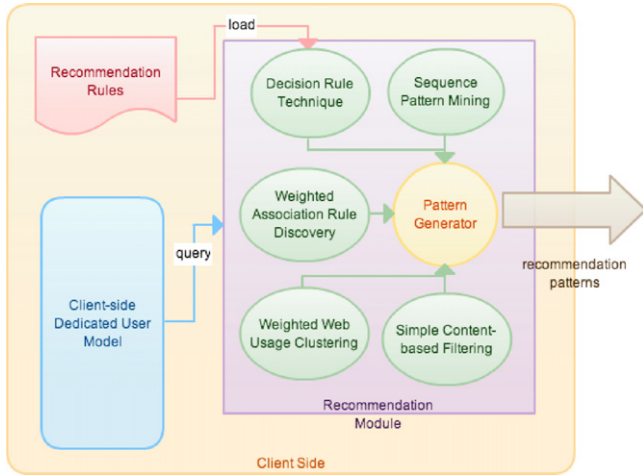 load
Recommendation
Rules
Decision Rule
Technique
Sequence
Pattern Mining
Weighted
Association Rule
Discovery
Pattern
Generator
query
recommendation
patterns
Client-side
Dedicated User
Model
Weighted Web
Usage Clustering
Simple Content-
based Filtering
Recommendation
Module
Client Side